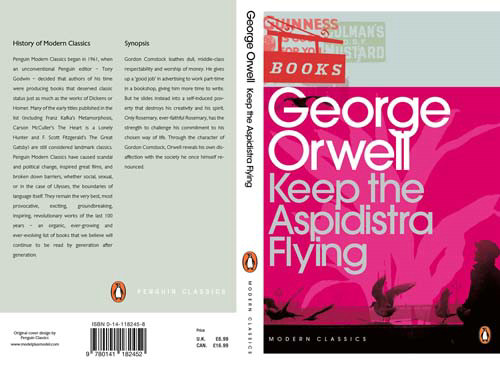 History of Modern Classics
Penguin Modern Classics began in 1961, when
an unconventional Penguin editor – Tony
Godwin – decided that authors of his time
were producing books that deserved classic
status just as much as the works of Dickens or
Homer. Many of the early titles published in the
list (including Franz Kafka's Metamorphosis,
Carson McCuller's The Heart is a Lonely
Hunter and F. Scott Fitzgerald's The Great
Gatsby) are still considered landmark classics.
Penguin Modern Classics have caused scandal
and political change, inspired great films, and
broken down barriers, whether social, sexual,
or in the case of Ulysses, the boundaries of
language itself. They remain the very best, most
provocative, exciting, groundbreaking,
inspiring, revolutionary works of the last 100
years – an organic, ever-growing and
ever-evolving list of books that we believe will
continue to be read by generation after
generation.
Synopsis
Gordon Comstock loathes dull, middle-class
respectability and worship of money. He gives
up a 'good job' in advertising to work part-time
in a bookshop, giving him more time to write.
But he slides instead into a self-induced pov-
erty that destroys his creativity and his spirit.
Only Rosemary, ever-faithful Rosemary, has the
strength to challenge his commitment to his
chosen way of life. Through the character of
Gordon Comstock, Orwell reveals his own dis-
affection with the society he once himself re-
nounced.
PENGUIN CLASSICS
Original cover design by
Penguin Classics
www.modelpissmodel.com
ISBN 0-14-118245-8
9 780141 182452
Price
U.K. £6.99
CAN. £16.99
George Orwell Keep the Aspidistra Flying
GUINNESS
IS GOOD
FOR YOU
COLMAN'S
D.S.F.
MUSTARD
BOOKS
George
Orwell
Keep the
Aspidistra
Flying
MODERN CLASSICS